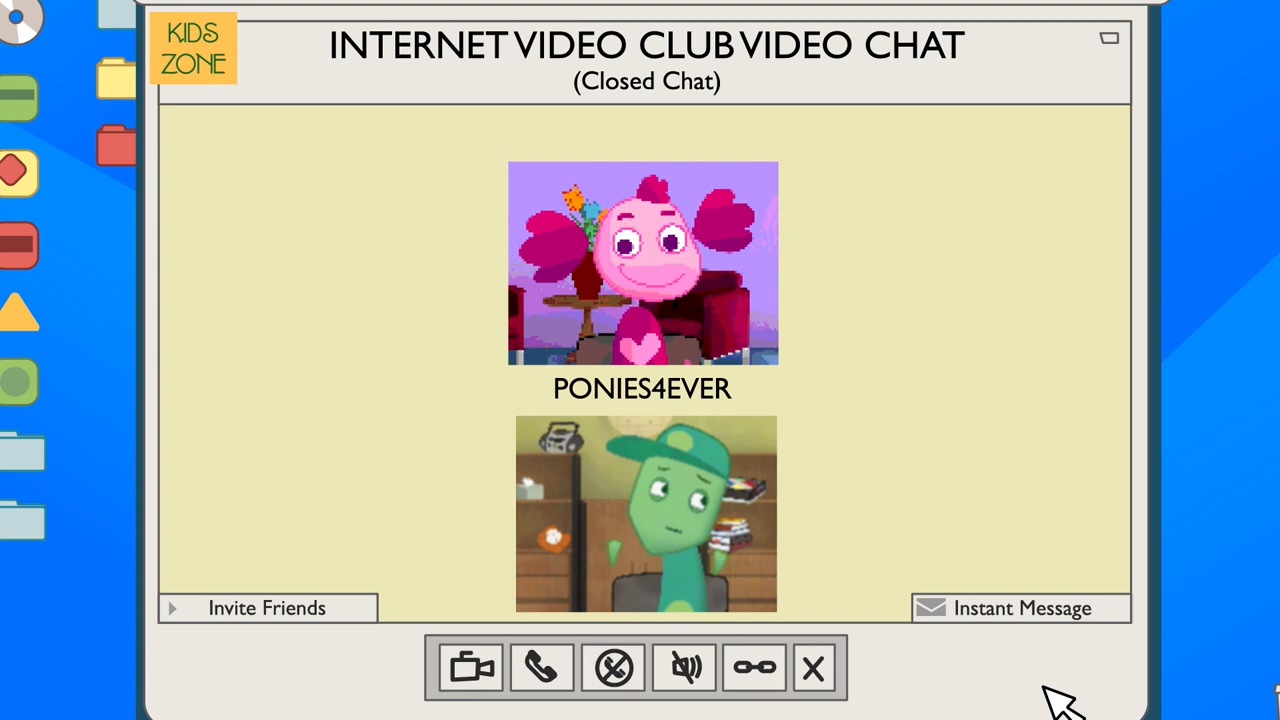 KIDS
ZONE
INTERNET VIDEO CLUB VIDEO CHAT
(Closed Chat)
PONIES4EVER
Invite Friends
Instant Message